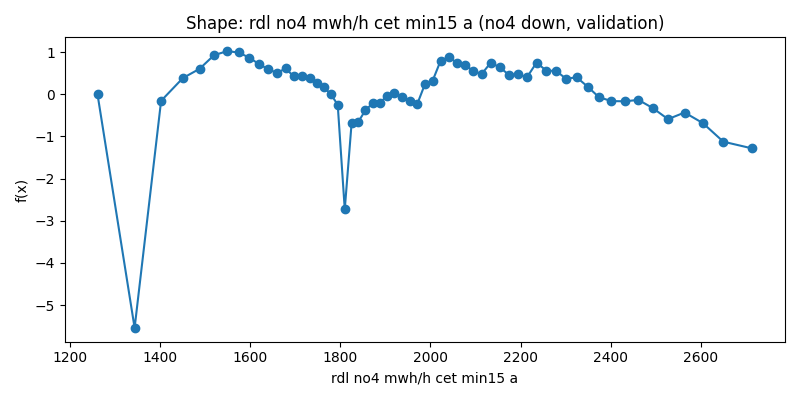 Shape: rdl no4 mwh/h cet min15 a (no4 down, validation)
1
0
−1
−2
−3
−4
−5
f(x)
1200 1400 1600 1800 2000 2200 2400 2600
rdl no4 mwh/h cet min15 a